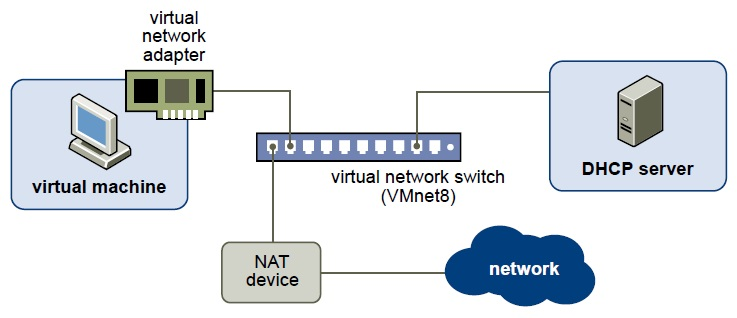 virtual
network
adapter
virtual machine
virtual network switch
(VMnet8)
DHCP server
NAT
device
network